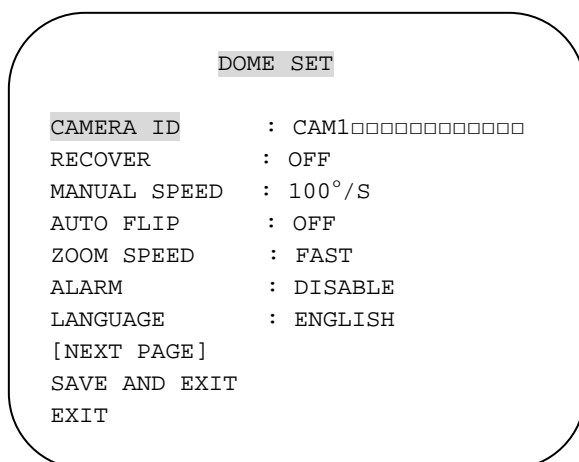 DOME SET
CAMERA ID : CAM1□□□□□□□□□□□□
RECOVER : OFF
MANUAL SPEED : 100°/S
AUTO FLIP : OFF
ZOOM SPEED : FAST
ALARM : DISABLE
LANGUAGE : ENGLISH
[NEXT PAGE]
SAVE AND EXIT
EXIT